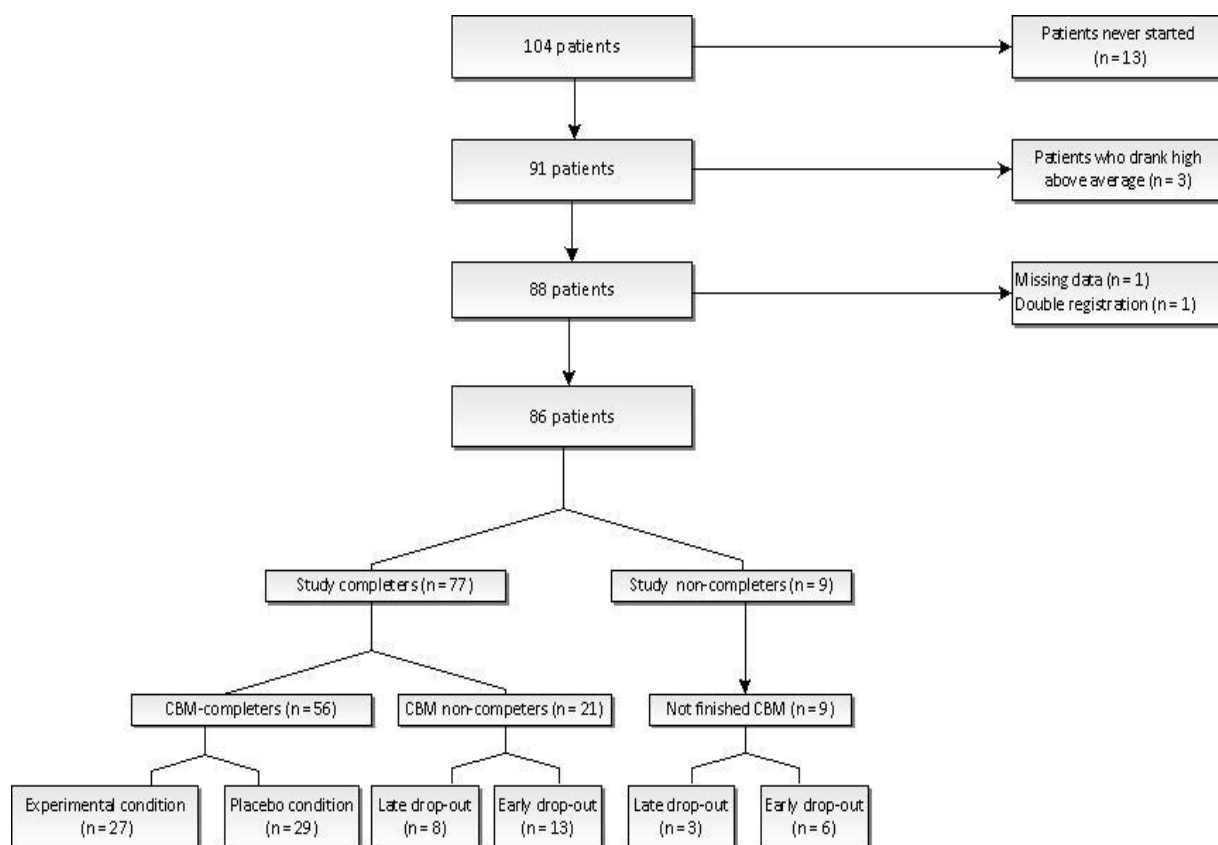 104 patients
Patients never started
(n = 13)
91 patients
Patients who drank high
above average (n = 3)
88 patients
Missing data (n = 1)
Double registration (n = 1)
86 patients
Study completers (n = 77)
Study non-completers (n = 9)
CBM-completers (n = 56)
CBM non-competers (n = 21)
Not finished CBM (n = 9)
Experimental condition
(n = 27)
Placebo condition
(n = 29)
Late drop-out
(n = 8)
Early drop-out
(n = 13)
Late drop-out
(n = 3)
Early drop-out
(n = 6)